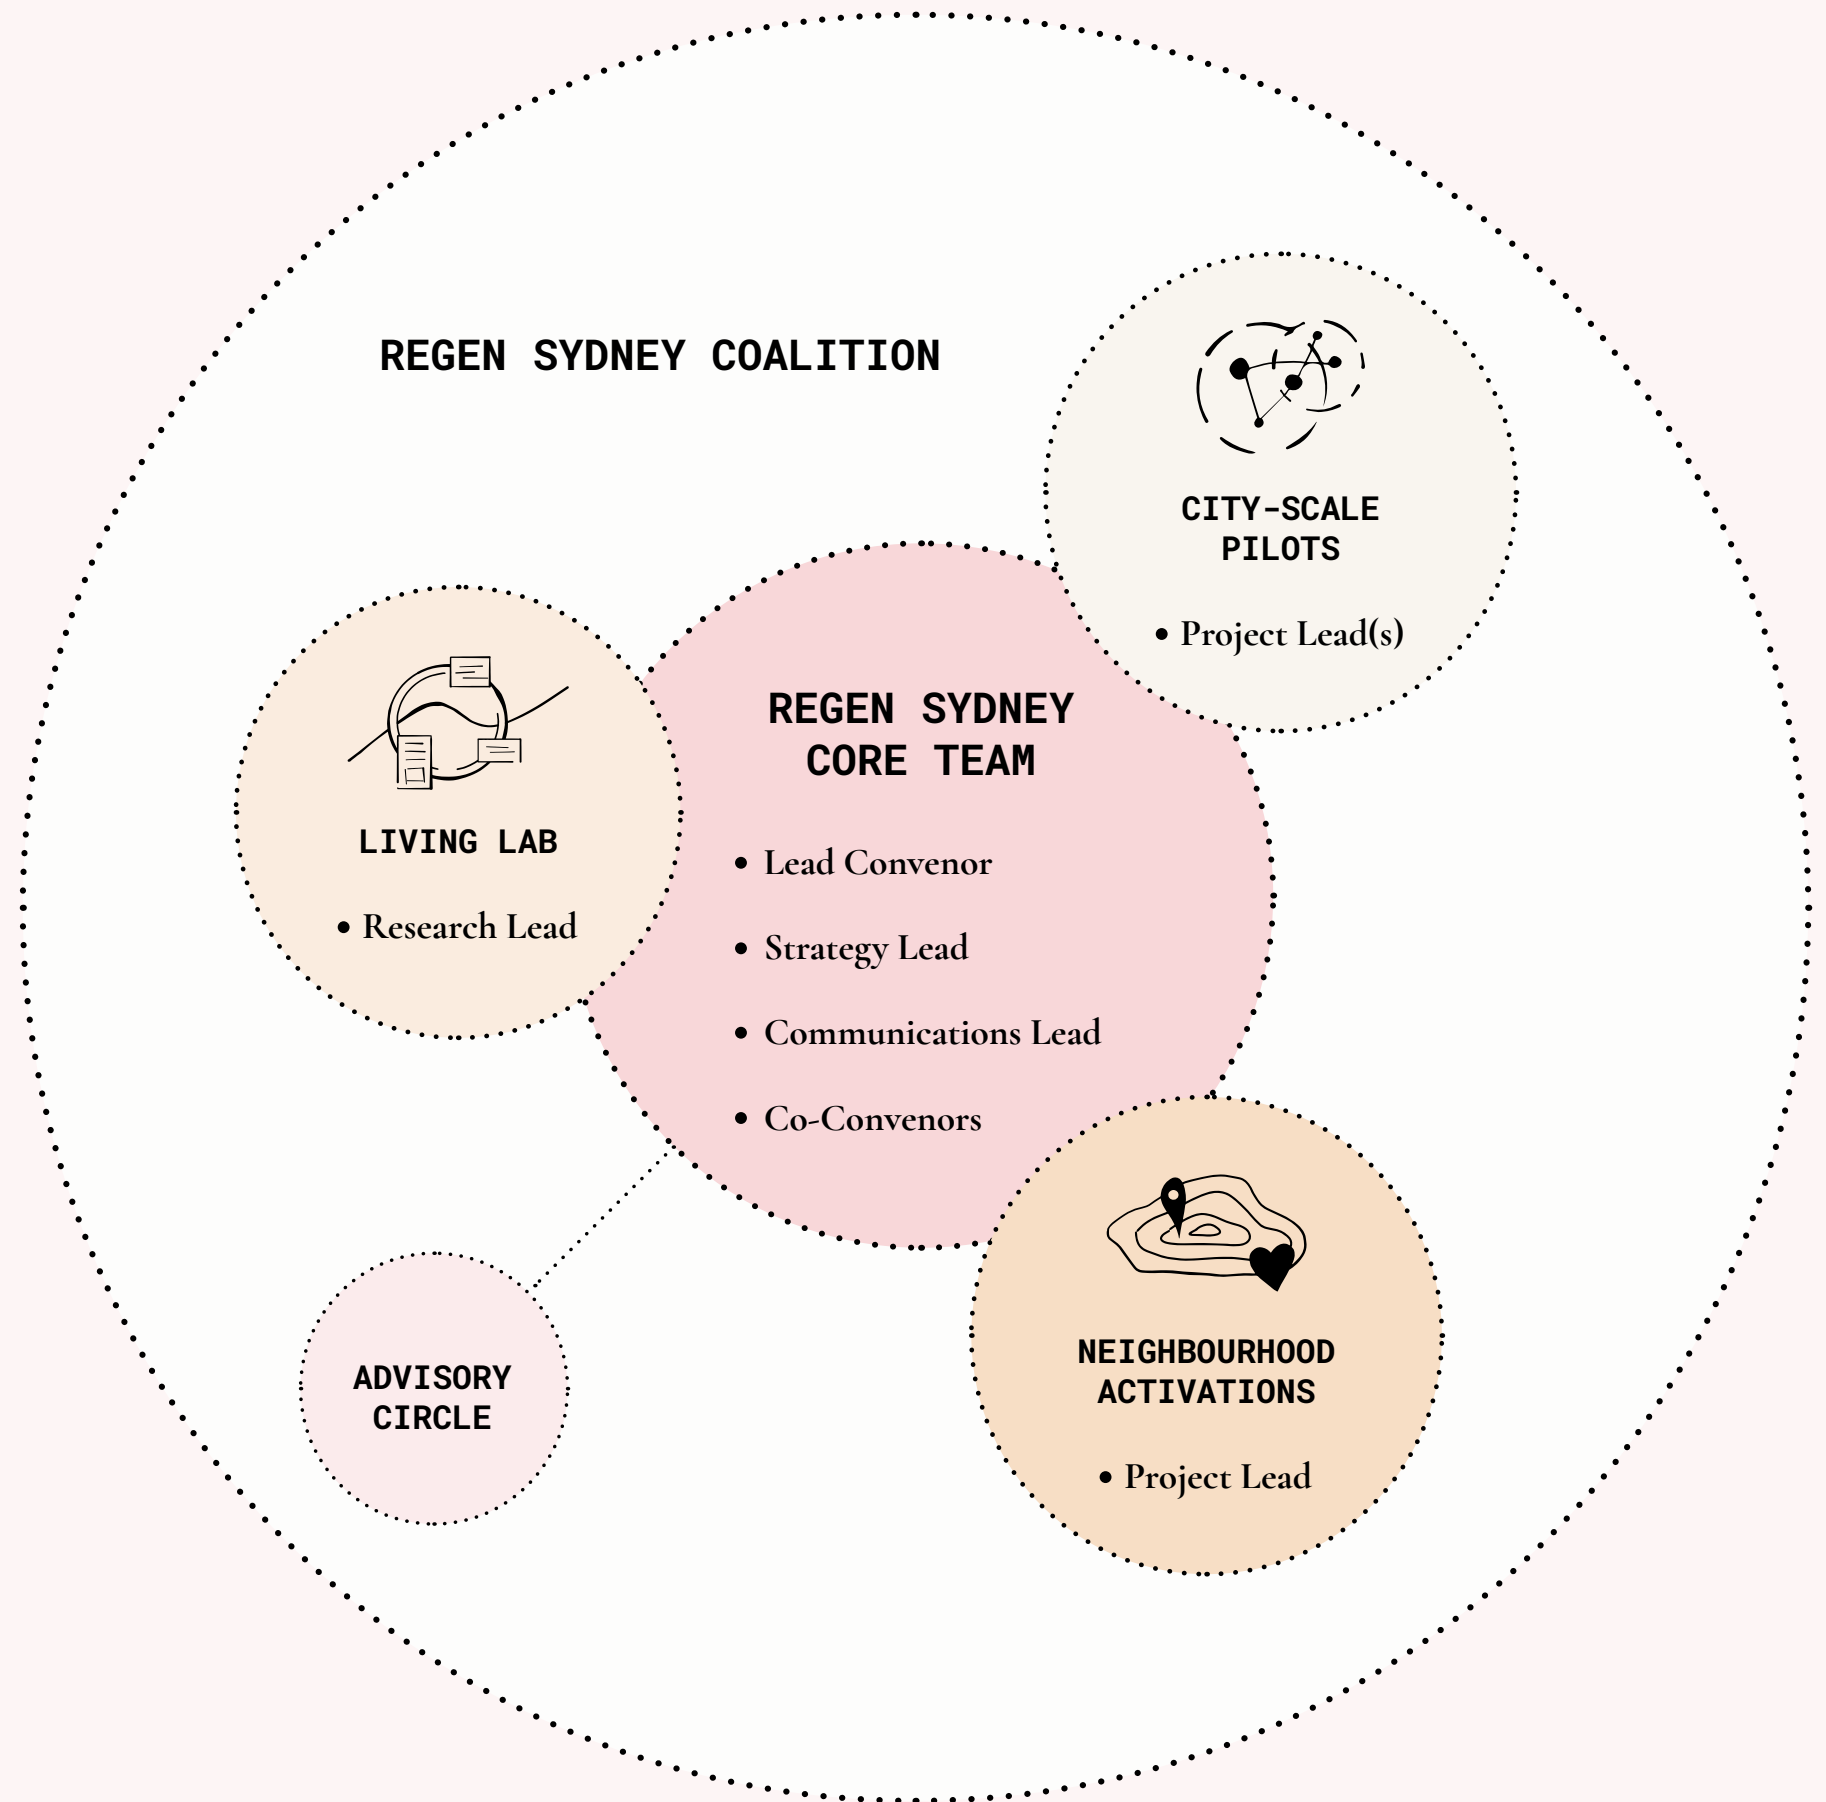 REGEN SYDNEY COALITION
CITY-SCALE
PILOTS
• Project Lead(s)
REGEN SYDNEY
CORE TEAM
• Lead Convenor
• Strategy Lead
• Communications Lead
• Co-Convenors
LIVING LAB
• Research Lead
ADVISORY
CIRCLE
NEIGHBOURHOOD
ACTIVATIONS
• Project Lead